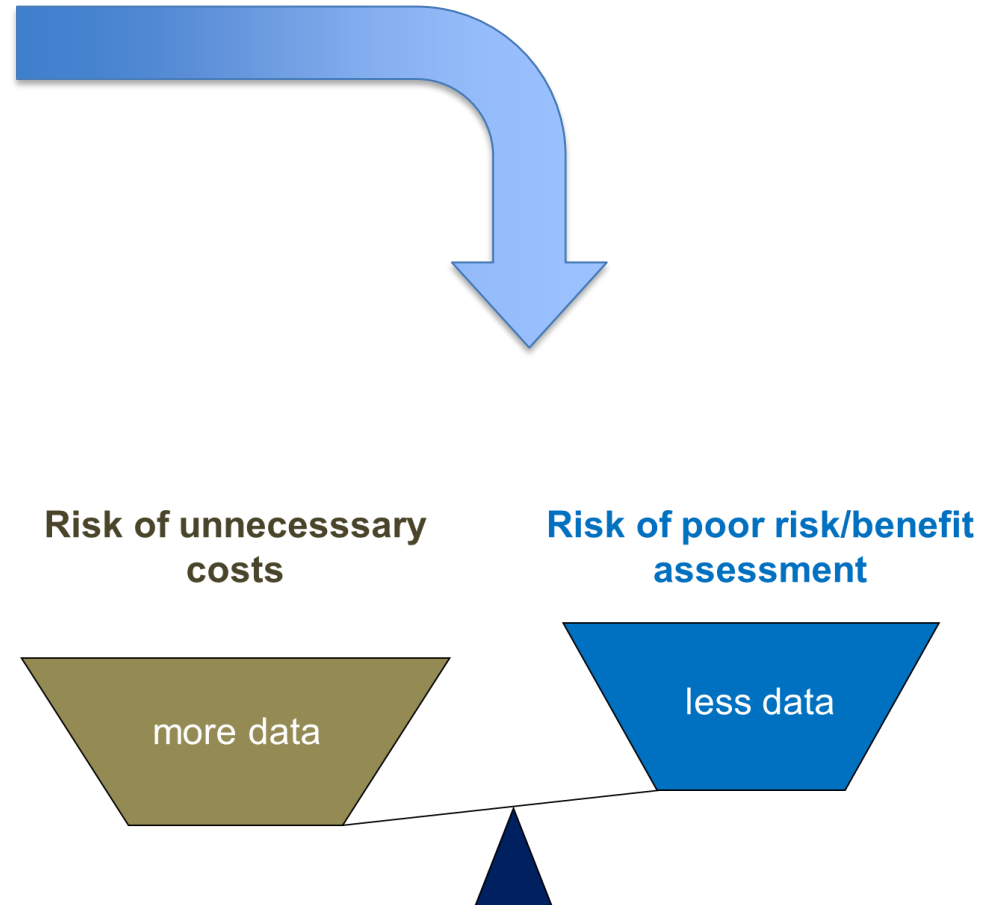 Risk of unnecesssary
costs
Risk of poor risk/benefit
assessment
more data
less data